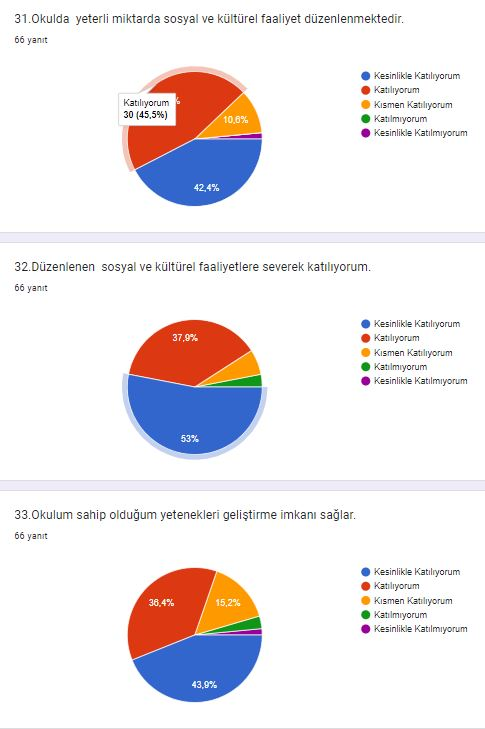 31.Okulda  yeterli miktarda sosyal ve kültürel faaliyet düzenlenmektedir.
66 yanıt
Kesinlikle Katılıyorum
Katılıyorum
Kısmen Katılıyorum
Katılmıyorum
Kesinlikle Katılmıyorum
Katılıyorum
30 (45,5%)
%
10,6%
42,4%
32.Düzenlenen  sosyal ve kültürel faaliyetlere severek katılıyorum.
66 yanıt
Kesinlikle Katılıyorum
Katılıyorum
Kısmen Katılıyorum
Katılmıyorum
Kesinlikle Katılmıyorum
37,9%
53%
33.Okulum sahip olduğum yetenekleri geliştirme imkanı sağlar.
66 yanıt
Kesinlikle Katılıyorum
Katılıyorum
Kısmen Katılıyorum
Katılmıyorum
Kesinlikle Katılmıyorum
36,4%
15,2%
43,9%